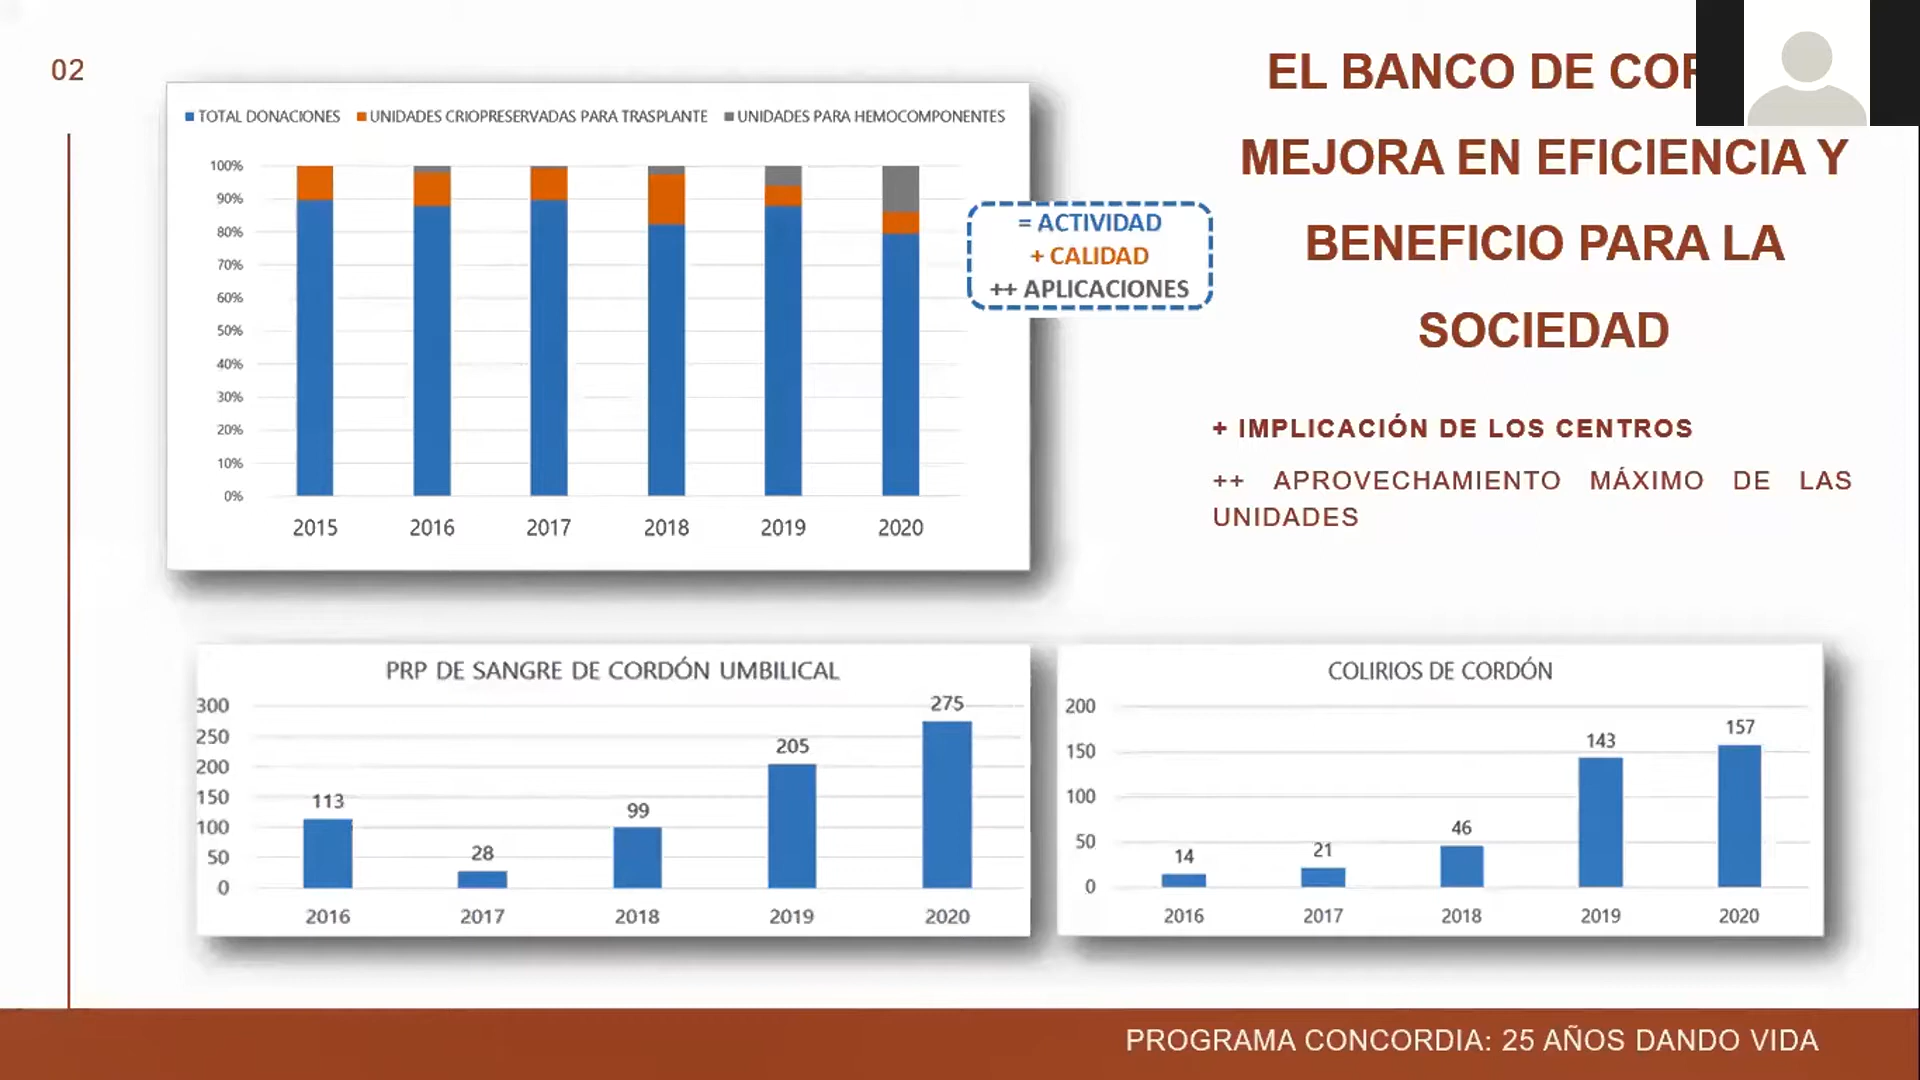 02
EL BANCO DE
MEJORA EN EFICIENCIA Y
BENEFICIO PARA LA
SOCIEDAD
TOTAL DONACIONES UNIDADES CRIOPRESERVADAS PARA TRASPLANTE UNIDADES PARA HEMOCOMPONENTES
100%
90%
80%
70%
60%
50%
40%
30%
20%
10%
0%
2015 2016 2017 2018 2019 2020
= ACTIVIDAD
+ CALIDAD
++ APLICACIONES
+ IMPLICACIÓN DE LOS CENTROS
++ APROVECHAMIENTO MÁXIMO DE LAS
UNIDADES
PRP DE SANGRE DE CORDÓN UMBILICAL
300
250
200
150
100
50
0
113 28 99 205 275
2016 2017 2018 2019 2020
COLIRIOS DE CORDÓN
200
150
100
50
0
14 21 46 143 157
2016 2017 2018 2019 2020
PROGRAMA CONCORDIA: 25 AÑOS DANDO VIDA